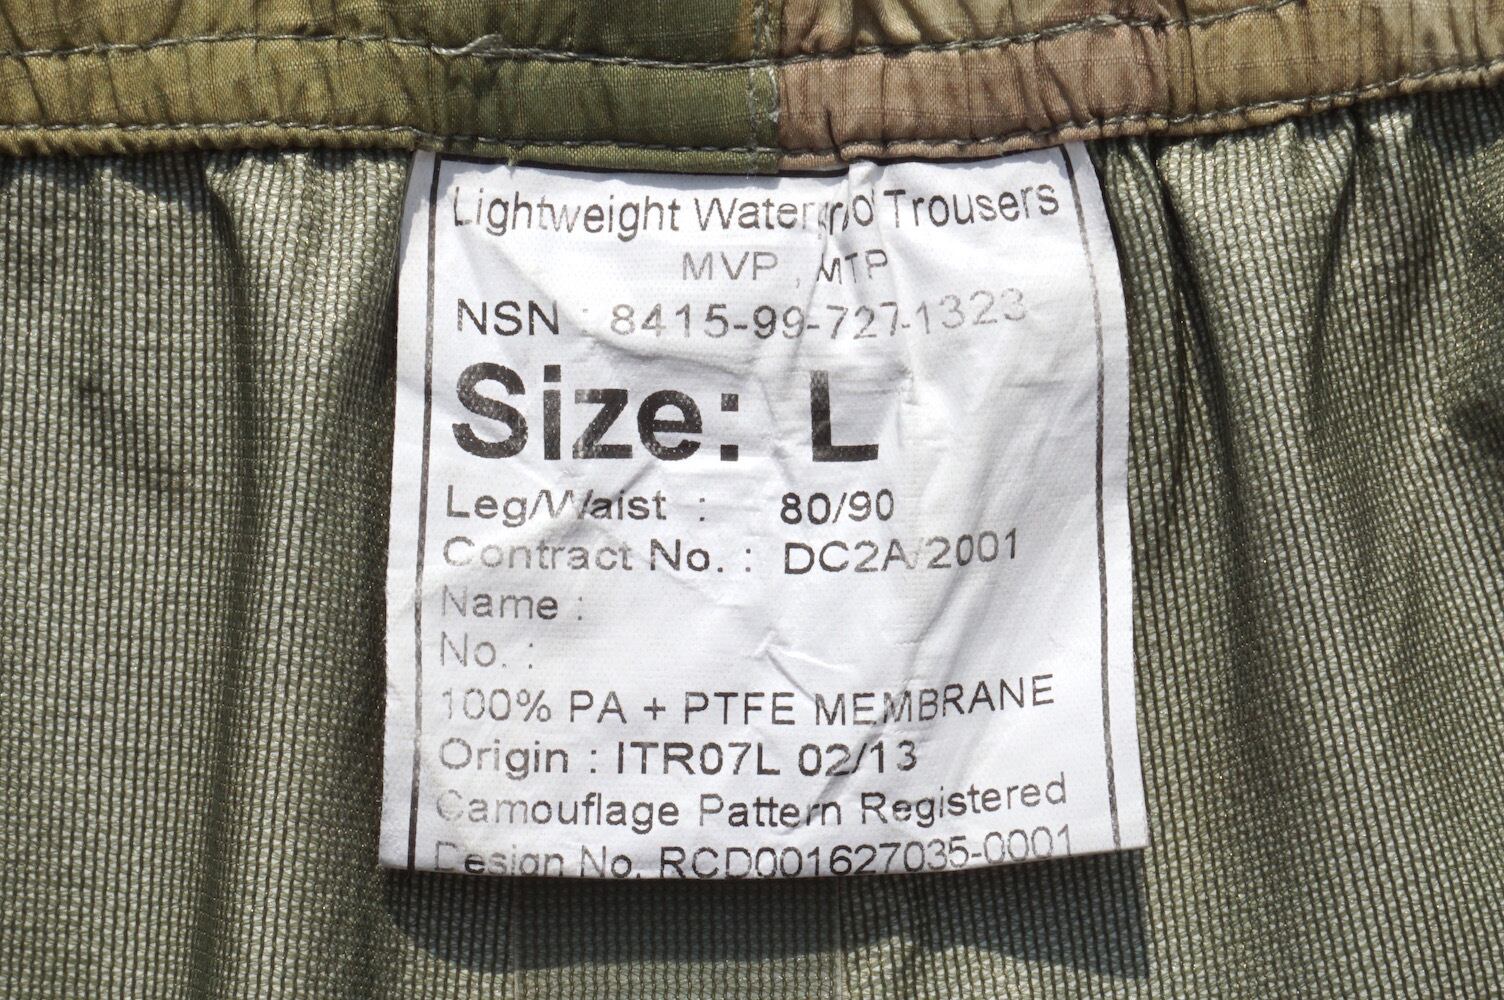 Lightweight Waterproof Trousers
MVP , MTP
NSN : 8415-99-727-1323
Size: L
Leg/Waist : 80/90
Contract No. : DC2A/2001
Name :
No. :
100% PA + PTFE MEMBRANE
Origin : ITR07L 02/13
Camouflage Pattern Registered
Design No. RCD001627035-0001